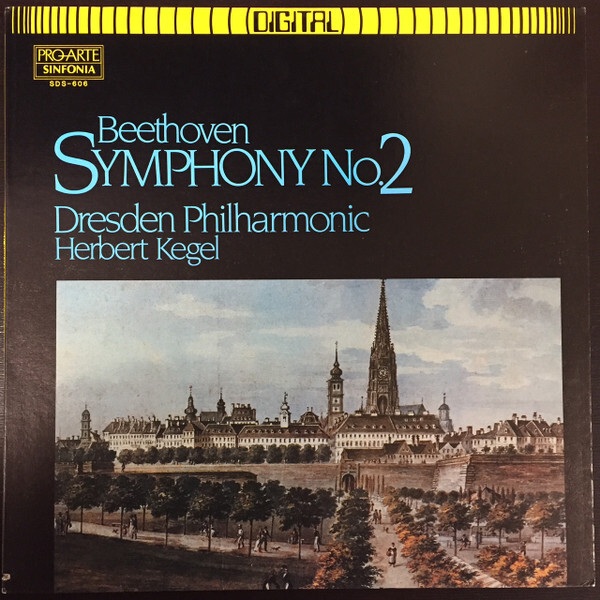 DIGITAL
PRO ARTE
SINFONIA
SDS-606
Beethoven
SYMPHONY No.2
Dresden Philharmonic
Herbert Kegel